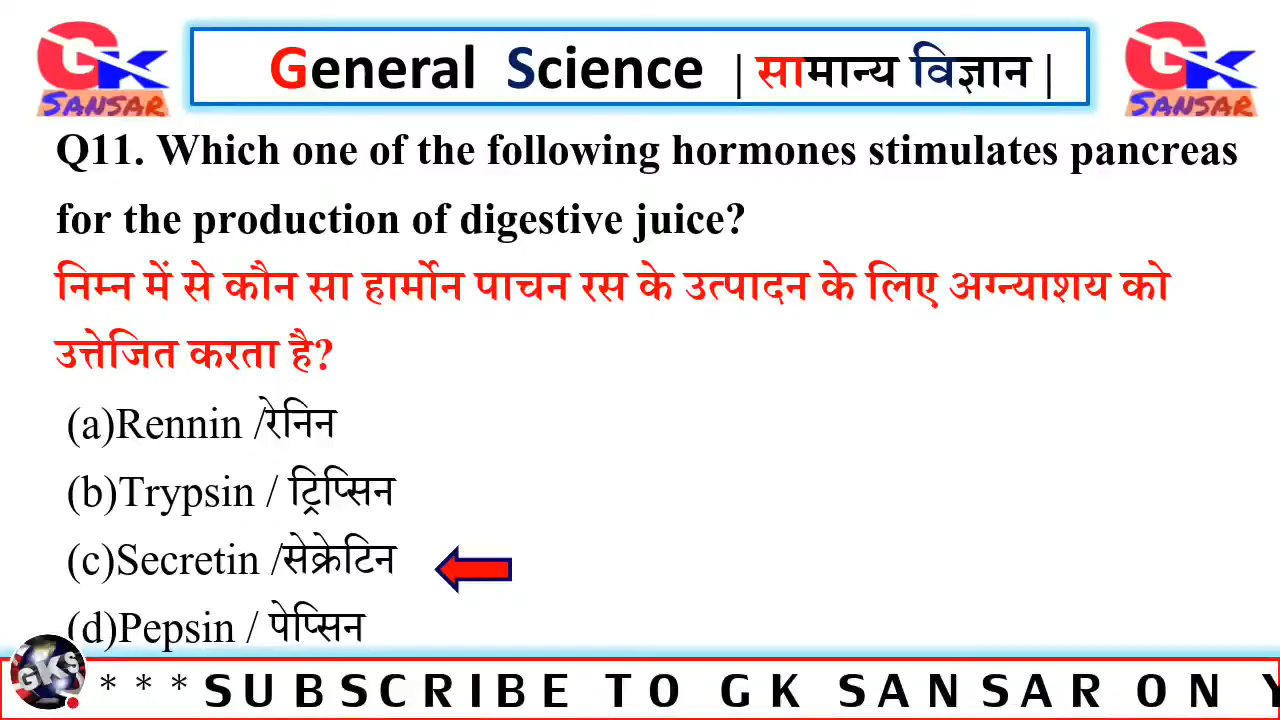 GK
SANSAR
General Science | सामान्य विज्ञान |
GK
SANSAR
Q11. Which one of the following hormones stimulates pancreas
for the production of digestive juice?
निम्न में से कौन सा हार्मोन पाचन रस के उत्पादन के लिए अग्न्याशय को
उत्तेजित करता है?
(a)Rennin /रेनिन
(b)Trypsin / ट्रिप्सिन
(c)Secretin /सेक्रेटिन
(d)Pepsin / पेप्सिन
GKS
* * * SUBSCRIBE TO GK SANSAR ON Y